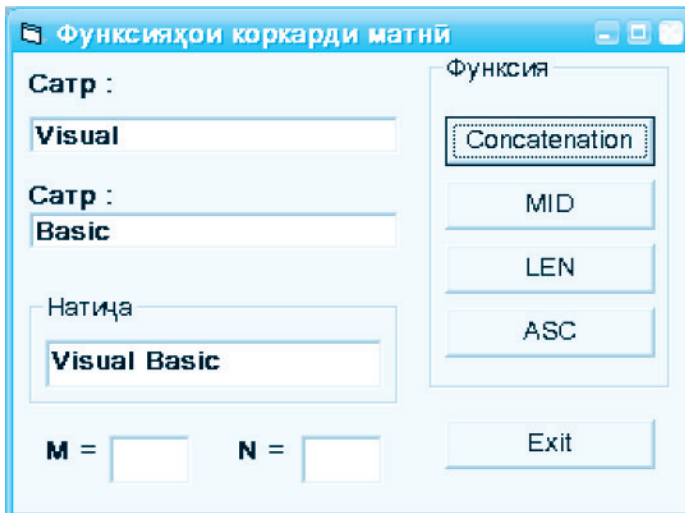 Функсияҳои коркарди матнӣ
Сатр :
Visual
Сатр :
Basic
Натиҷа
Visual Basic
M =
N =
Функсия
Concatenation
MID
LEN
ASC
Exit